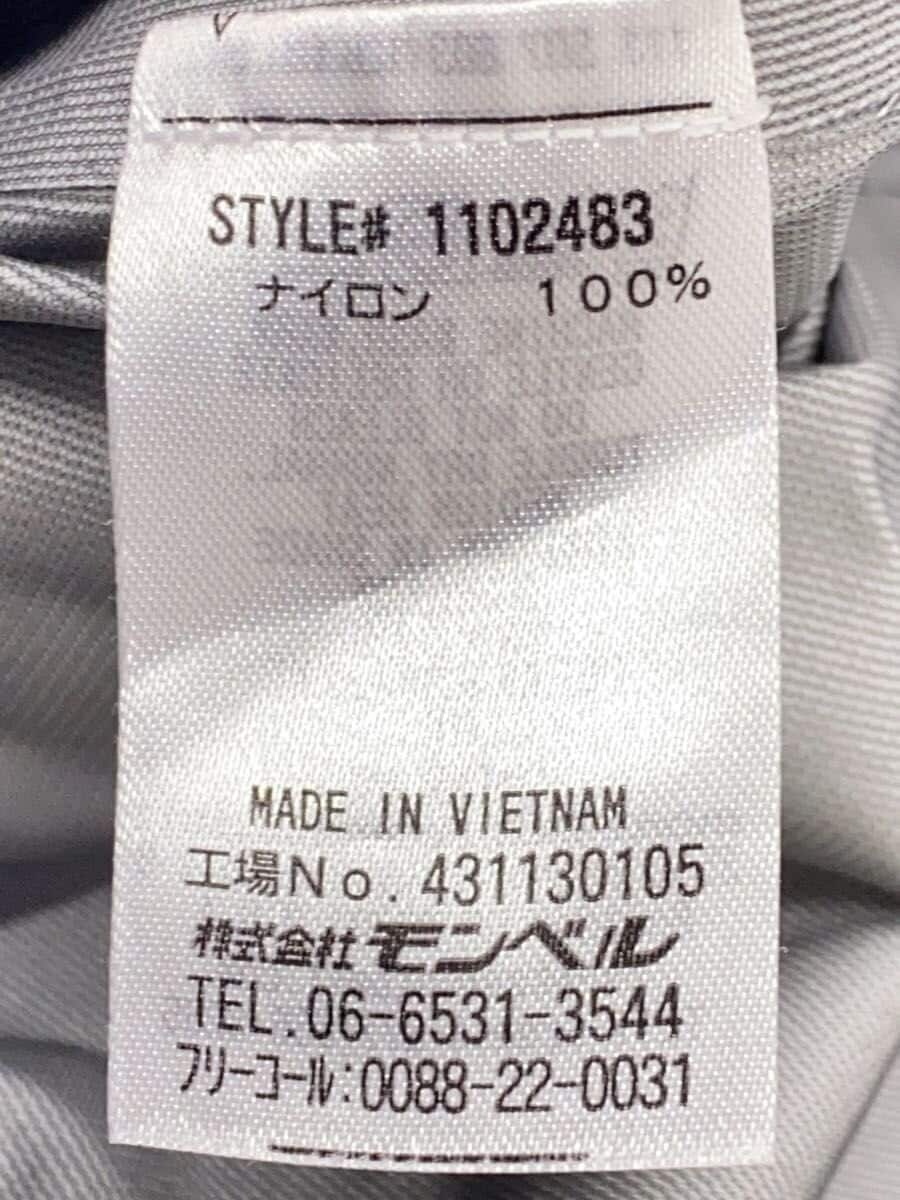 STYLE# 1102483
ナイロン 100%
MADE IN VIETNAM
工場No.431130105
株式会社モンベル
TEL.06-6531-3544
フリーコール:0088-22-0031